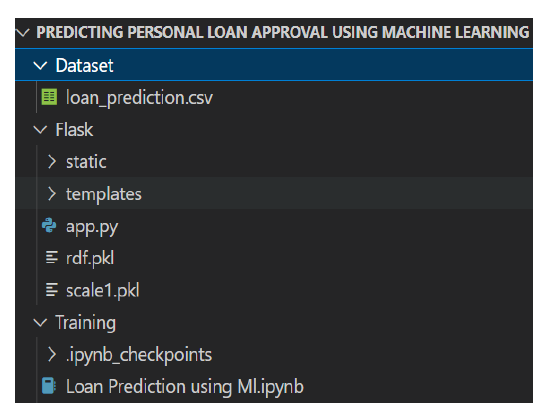 PREDICTING PERSONAL LOAN APPROVAL USING MACHINE LEARNING
Dataset
loan_prediction.csv
Flask
static
templates
app.py
rdf.pkl
scale1.pkl
Training
.ipynb_checkpoints
Loan Prediction using Ml.ipynb